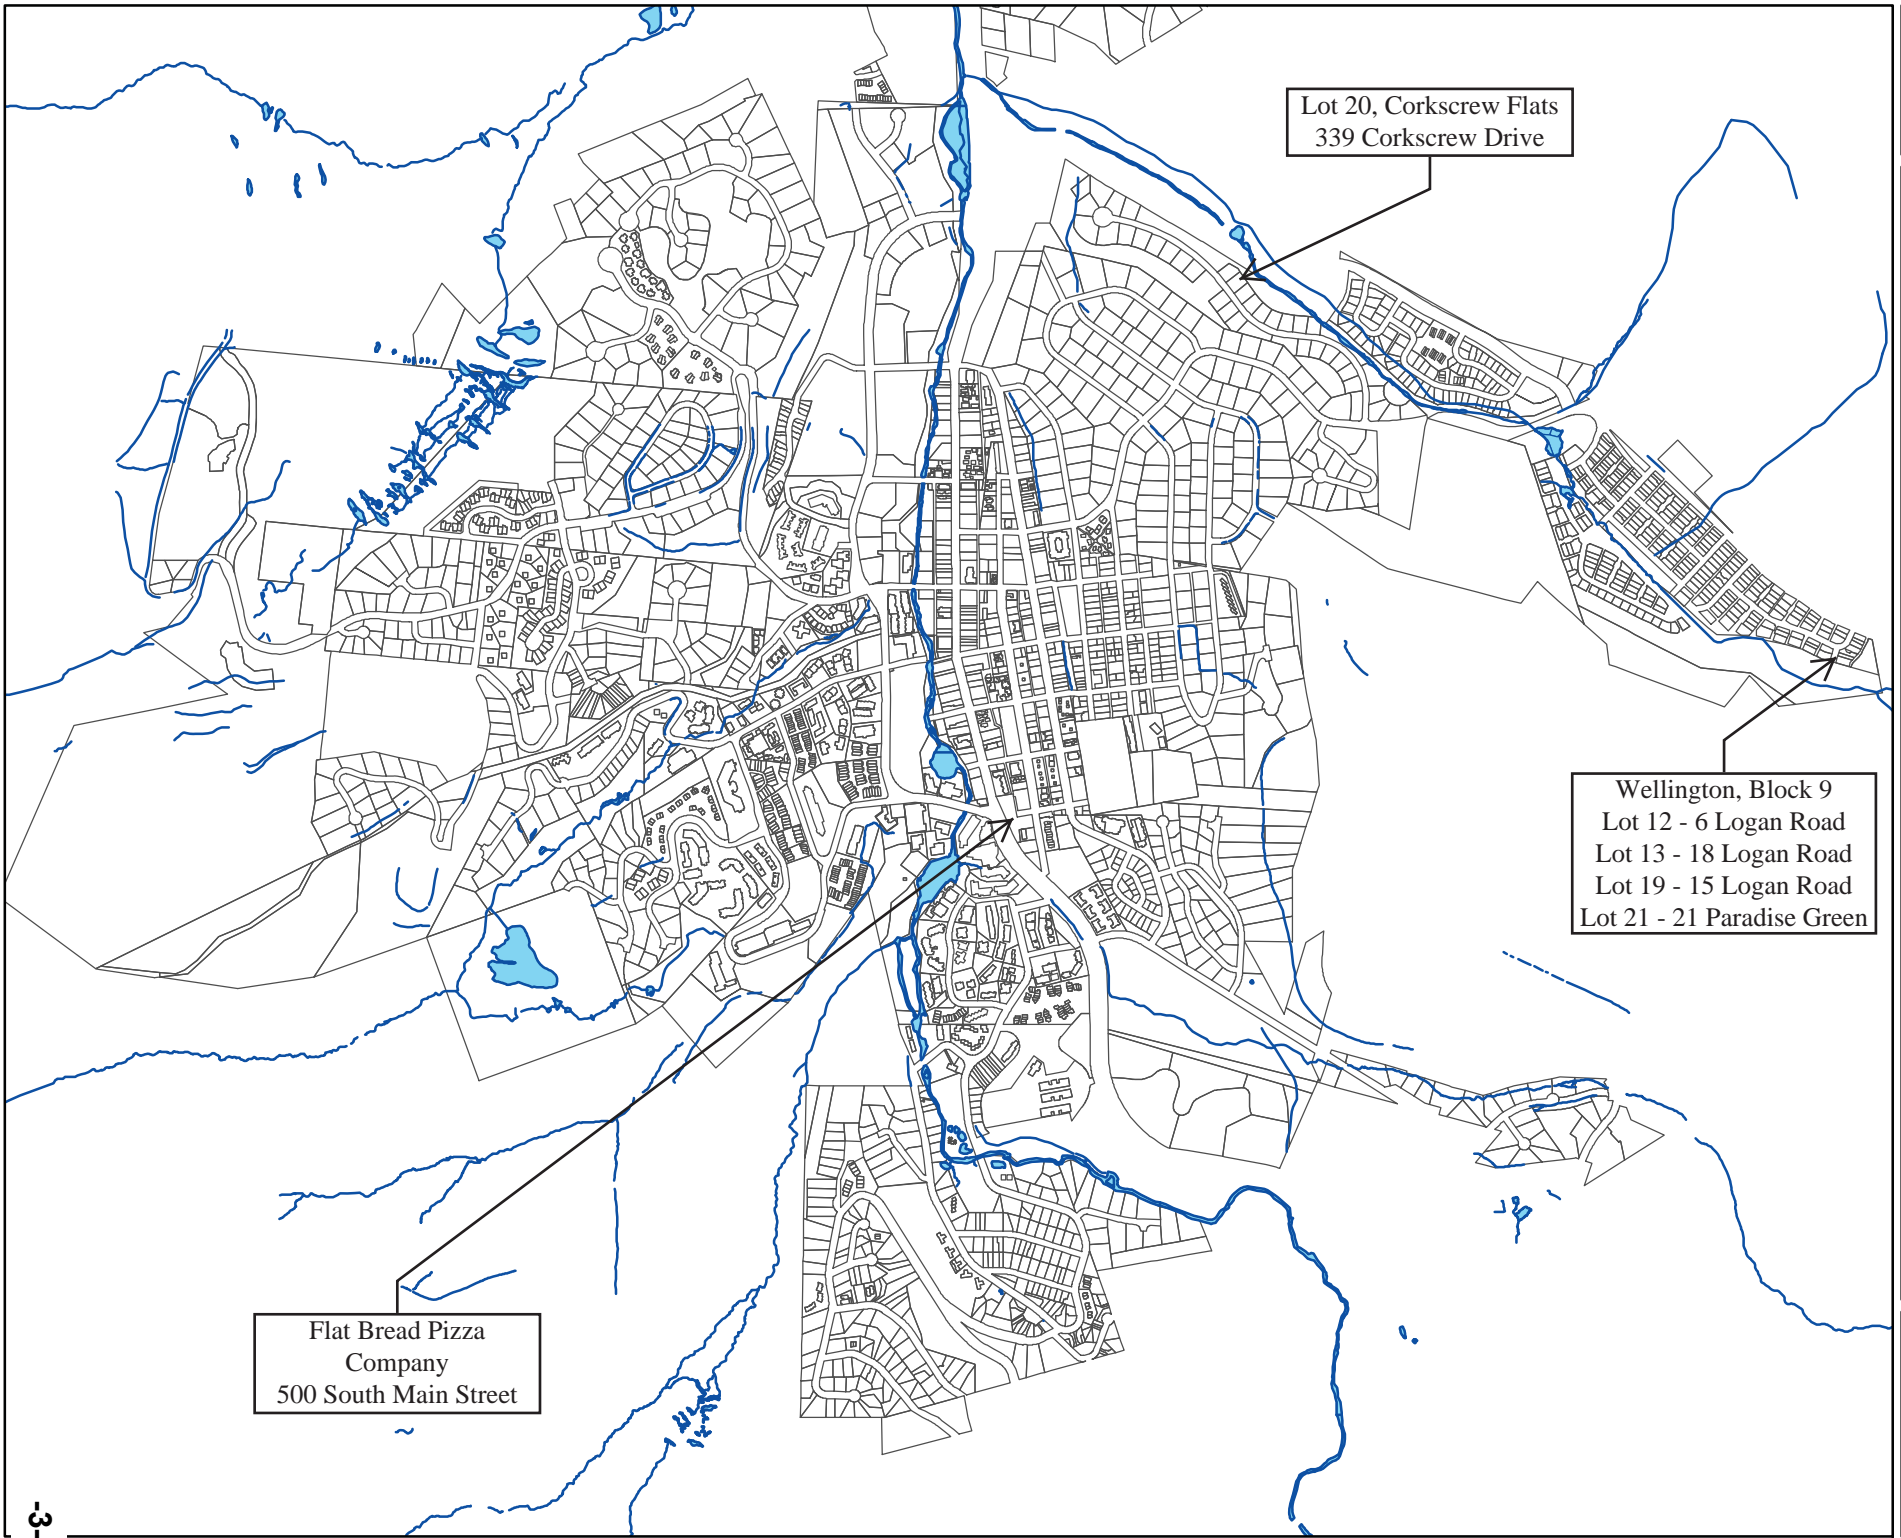 Lot 20, Corkscrew Flats
339 Corkscrew Drive
Wellington, Block 9
Lot 12 - 6 Logan Road
Lot 13 - 18 Logan Road
Lot 19 - 15 Logan Road
Lot 21 - 21 Paradise Green
Flat Bread Pizza
Company
500 South Main Street
-3-